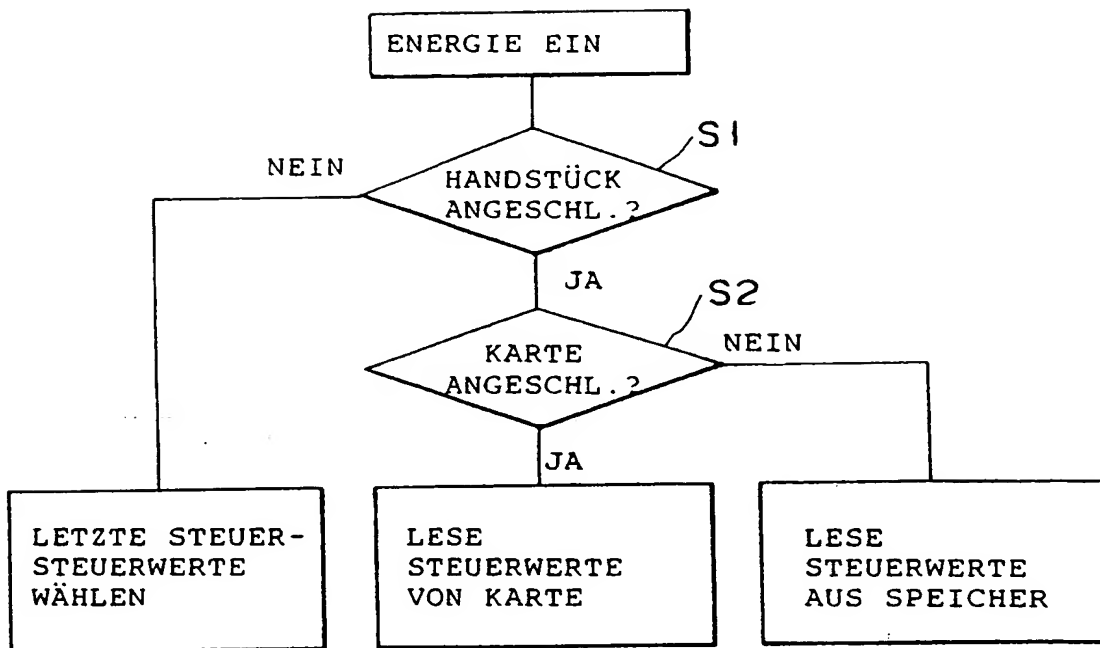 ENERGIE EIN
S1
NEIN
HANDSTÜCK
ANGESCHL.?
JA
S2
KARTE
ANGESCHL.?
NEIN
JA
LETZTE STEUER-
STEUERWERTE
WÄHLEN
LESE
STEUERWERTE
VON KARTE
LESE
STEUERWERTE
AUS SPEICHER